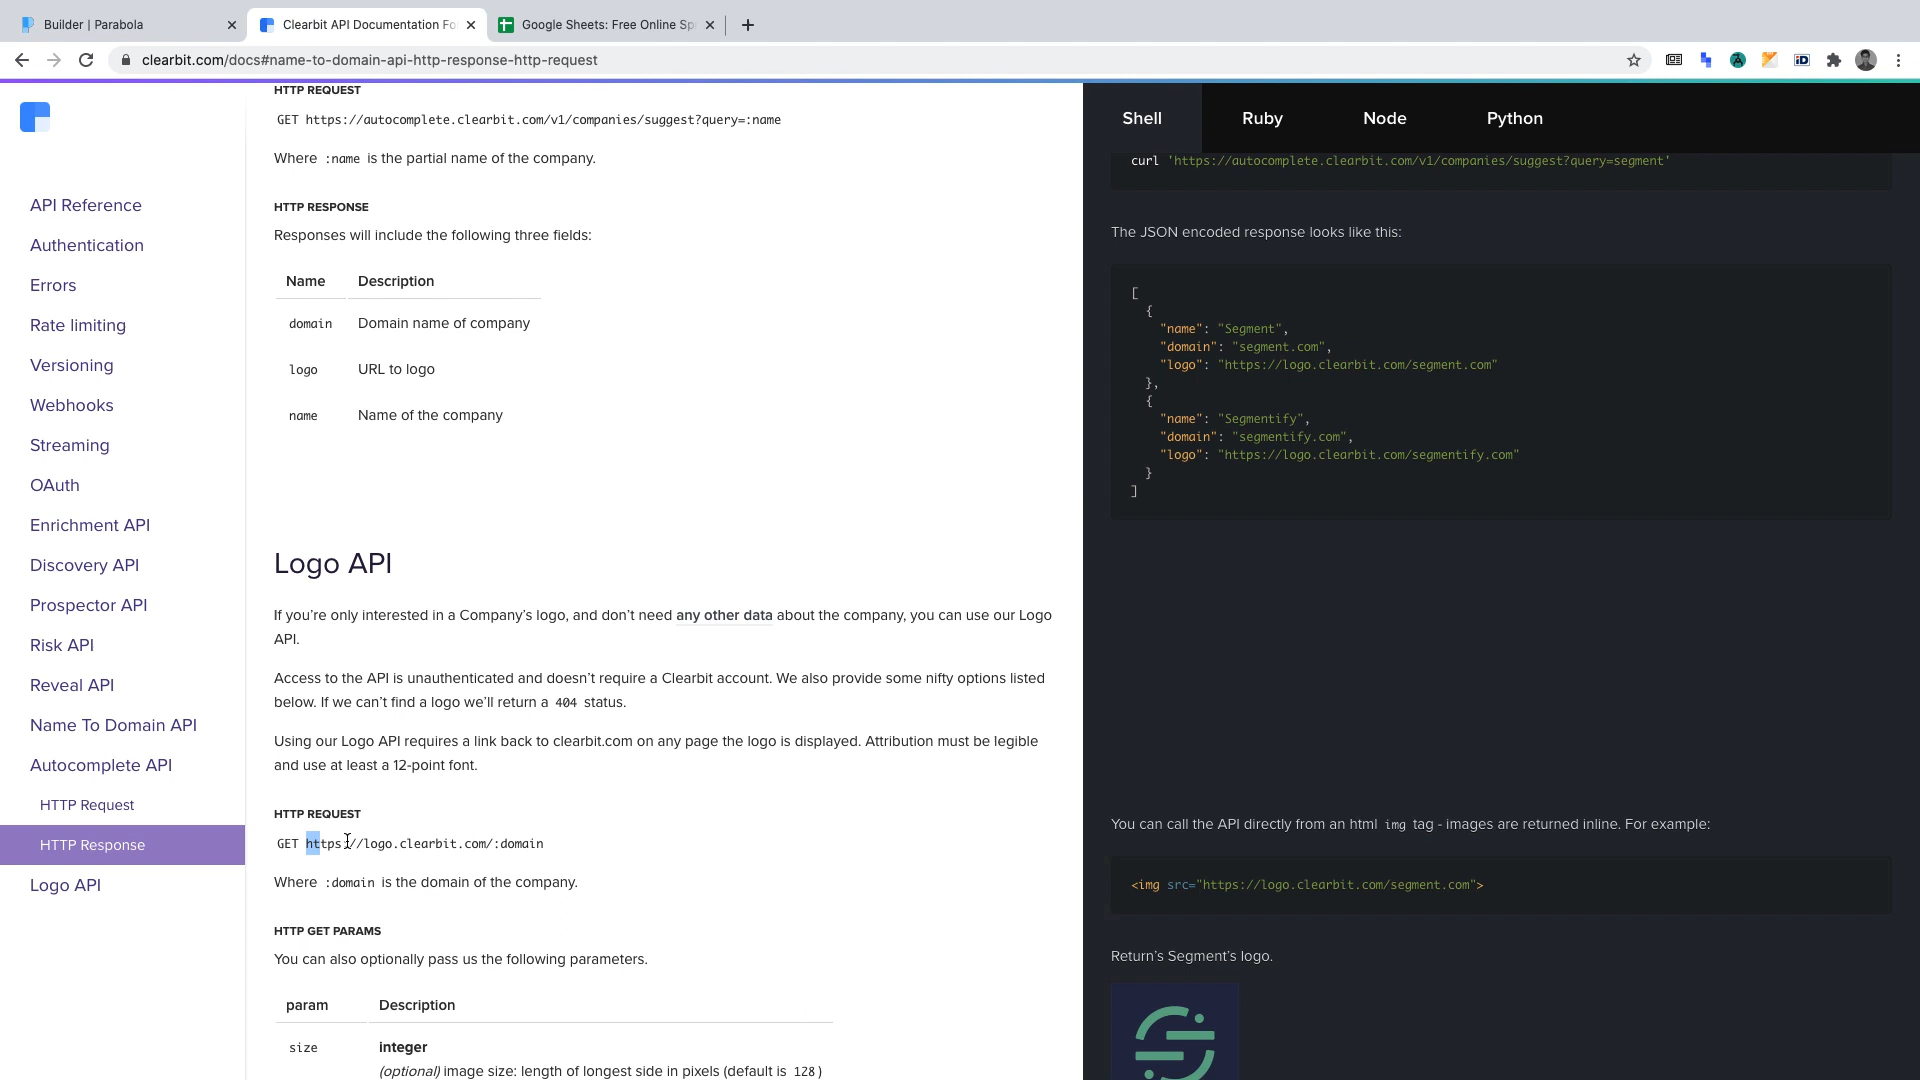 Builder | Parabola
Clearbit API Documentation Fo
Google Sheets: Free Online Sp
clearbit.com/docs#name-to-domain-api-http-response-http-request
API Reference
Authentication
Errors
Rate limiting
Versioning
Webhooks
Streaming
OAuth
Enrichment API
Discovery API
Prospector API
Risk API
Reveal API
Name To Domain API
Autocomplete API
HTTP Request
HTTP Response
Logo API
HTTP REQUEST
GET https://autocomplete.clearbit.com/v1/companies/suggest?query=:name
Where :name is the partial name of the company.
HTTP RESPONSE
Responses will include the following three fields:
Name Description
domain Domain name of company
logo URL to logo
name Name of the company
Logo API
If you’re only interested in a Company’s logo, and don’t need any other data about the company, you can use our Logo
API.
Access to the API is unauthenticated and doesn’t require a Clearbit account. We also provide some nifty options listed
below. If we can’t find a logo we’ll return a 404 status.
Using our Logo API requires a link back to clearbit.com on any page the logo is displayed. Attribution must be legible
and use at least a 12-point font.
HTTP REQUEST
GET https://logo.clearbit.com/:domain
Where :domain is the domain of the company.
HTTP GET PARAMS
You can also optionally pass us the following parameters.
param Description
size integer
(optional) image size: length of longest side in pixels (default is 128)
Shell Ruby Node Python
curl 'https://autocomplete.clearbit.com/v1/companies/suggest?query=segment'
The JSON encoded response looks like this:
[
{
"name": "Segment",
"domain": "segment.com",
"logo": "https://logo.clearbit.com/segment.com"
},
{
"name": "Segmentify",
"domain": "segmentify.com",
"logo": "https://logo.clearbit.com/segmentify.com"
}
]
You can call the API directly from an html img tag - images are returned inline. For example:
<img src="https://logo.clearbit.com/segment.com">
Return’s Segment’s logo.